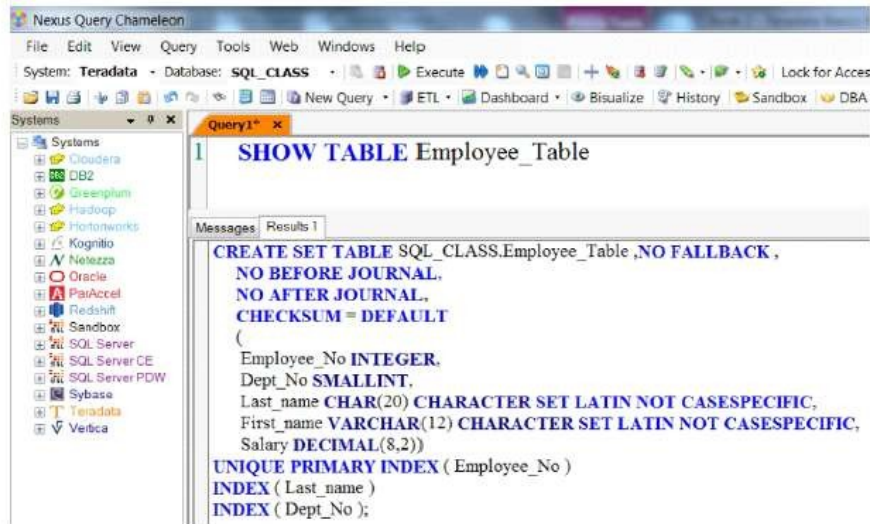 Nexus Query Chameleon
File Edit View Query Tools Web Windows Help
System: Teradata - Database: SQL_CLASS Execute Lock for Acces
New Query ETL Dashboard Bisualize History Sandbox DBA
Systems
Query1* x
Systems
Cloudera
DB2
Greenplum
Hadoop
Hortonworks
Kognitio
Netezza
Oracle
ParAccel
Redshift
Sandbox
SQL Server
SQL Server CE
SQL Server PDW
Sybase
Teradata
Vertica
1 SHOW TABLE Employee_Table
Messages Results 1
CREATE SET TABLE SQL_CLASS.Employee_Table ,NO FALLBACK ,
NO BEFORE JOURNAL,
NO AFTER JOURNAL,
CHECKSUM = DEFAULT
(
Employee_No INTEGER,
Dept_No SMALLINT,
Last_name CHAR(20) CHARACTER SET LATIN NOT CASESPECIFIC,
First_name VARCHAR(12) CHARACTER SET LATIN NOT CASESPECIFIC,
Salary DECIMAL(8,2))
UNIQUE PRIMARY INDEX ( Employee_No )
INDEX ( Last_name )
INDEX ( Dept_No );